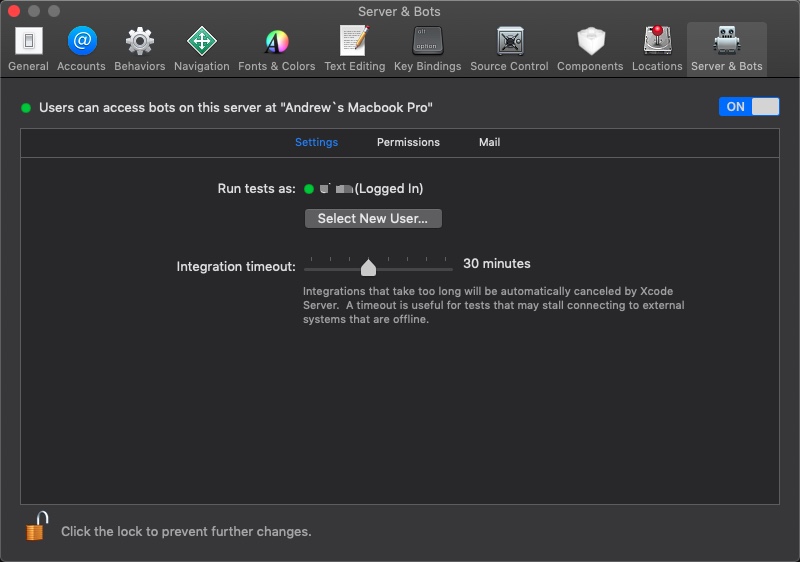 Server & Bots
General Accounts Behaviors Navigation Fonts & Colors Text Editing Key Bindings Source Control Components Locations Server & Bots
Users can access bots on this server at "Andrew`s Macbook Pro"
ON
Settings Permissions Mail
Run tests as: (Logged In)
Select New User...
Integration timeout: 30 minutes
Integrations that take too long will be automatically canceled by Xcode
Server. A timeout is useful for tests that may stall connecting to external
systems that are offline.
Click the lock to prevent further changes.